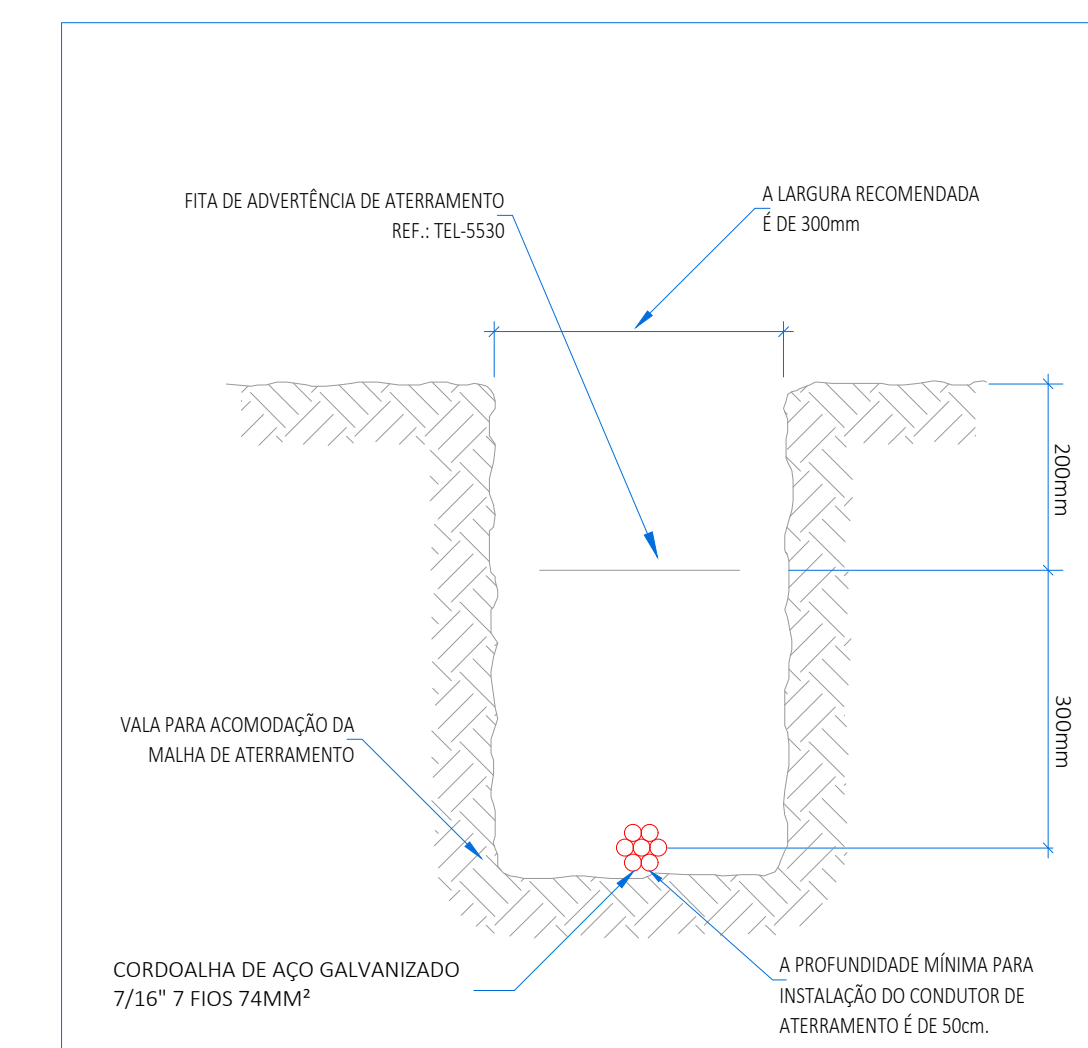 FITA DE ADVERTÊNCIA DE ATERRAMENTO
REF.: TEL-5530
A LARGURA RECOMENDADA
É DE 300mm
200mm
300mm
VALA PARA ACOMODAÇÃO DA
MALHA DE ATERRAMENTO
CORDOALHA DE AÇO GALVANIZADO
7/16" 7 FIOS 74MM²
A PROFUNDIDADE MÍNIMA PARA
INSTALAÇÃO DO CONDUTOR DE
ATERRAMENTO É DE 50cm.